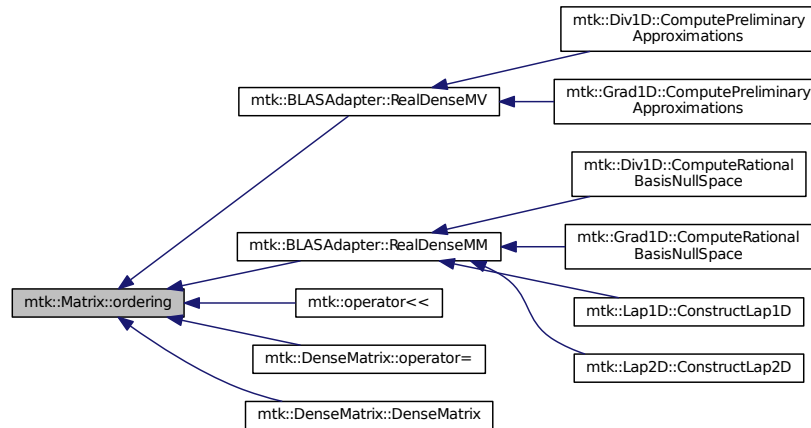 mtk::Div1D::ComputePreliminary
Approximations
mtk::BLASAdapter::RealDenseMV
mtk::Grad1D::ComputePreliminary
Approximations
mtk::Div1D::ComputeRational
BasisNullSpace
mtk::BLASAdapter::RealDenseMM
mtk::Grad1D::ComputeRational
BasisNullSpace
mtk::Matrix::ordering
mtk::operator<<
mtk::Lap1D::ConstructLap1D
mtk::DenseMatrix::operator=
mtk::Lap2D::ConstructLap2D
mtk::DenseMatrix::DenseMatrix